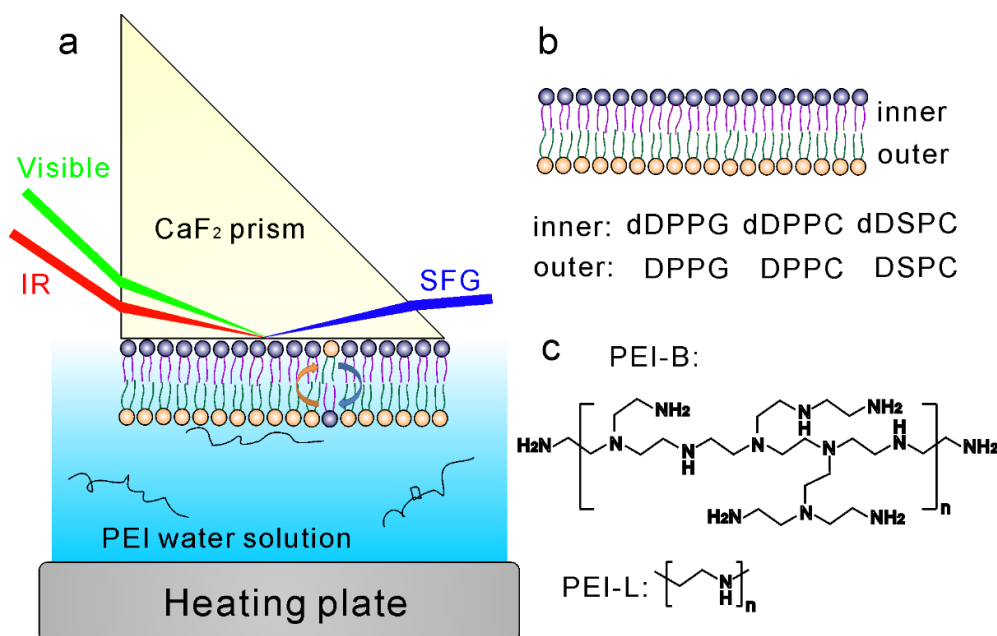 a
Visible
IR
CaF₂ prism
SFG
PEI water solution
Heating plate
b
inner
outer
inner: dDPPG dDPPC dDSPC
outer: DPPG DPPC DSPC
c
PEI-B:
NH₂
H
N
NH₂
H₂N
N
N
H
N
N
N
H
NH₂
n
H₂N
N
NH₂
PEI-L:
N
H
n